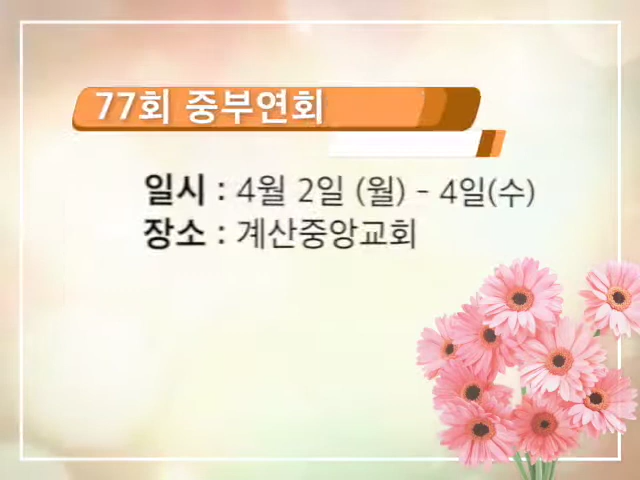 77회 중부연회
일시 : 4월 2일 (월) - 4일(수)
장소 : 계산중앙교회